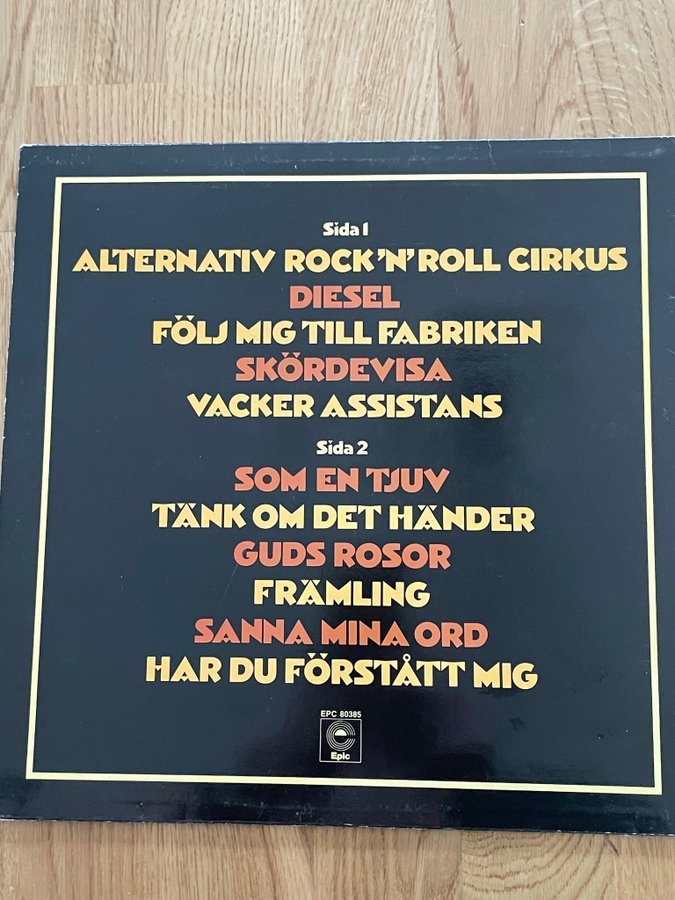 Sida 1
ALTERNATIV ROCK'N'ROLL CIRKUS
DIESEL
FÖLJ MIG TILL FABRIKEN
SKÖRDEVISA
VACKER ASSISTANS
Sida 2
SOM EN TJUV
TÄNK OM DET HÄNDER
GUDS ROSOR
FRÄMLING
SANNA MINA ORD
HAR DU FÖRSTÅTT MIG
EPC 80385
Epic